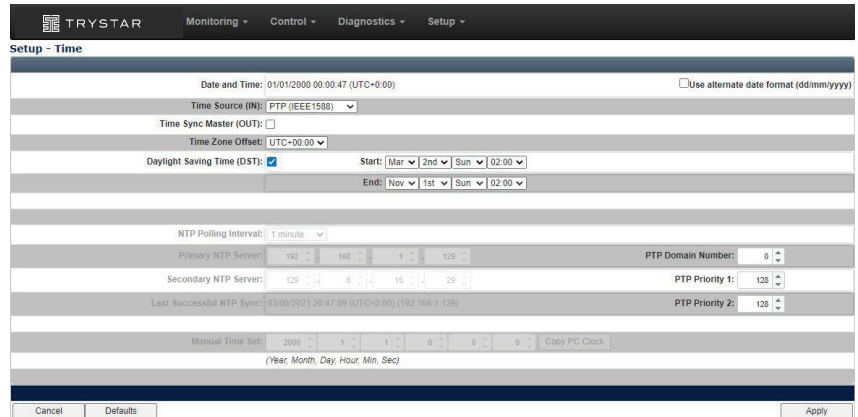 TRYSTAR Monitoring Control Diagnostics Setup
Setup - Time
Date and Time: 01/01/2000 00:00:47 (UTC+0:00) Use alternate date format (dd/mm/yyyy)
Time Source (IN): PTP (IEEE1588)
Time Sync Master (OUT):
Time Zone Offset: UTC+00:00
Daylight Saving Time (DST): Start: Mar 2nd Sun 02:00
End: Nov 1st Sun 02:00
NTP Polling Interval: 1 minute
Primary NTP Server: 192 . 168 . 1 . 129 PTP Domain Number: 0
Secondary NTP Server: 129 . 6 . 15 . 29 PTP Priority 1: 128
Last Successful NTP Sync: 03/08/2021 20:47:09 (UTC+0:00) (192.168.1.129) PTP Priority 2: 128
Manual Time Set: 2000 1 1 0 0 0 Copy PC Clock
(Year, Month, Day, Hour, Min, Sec)
Cancel Defaults Apply